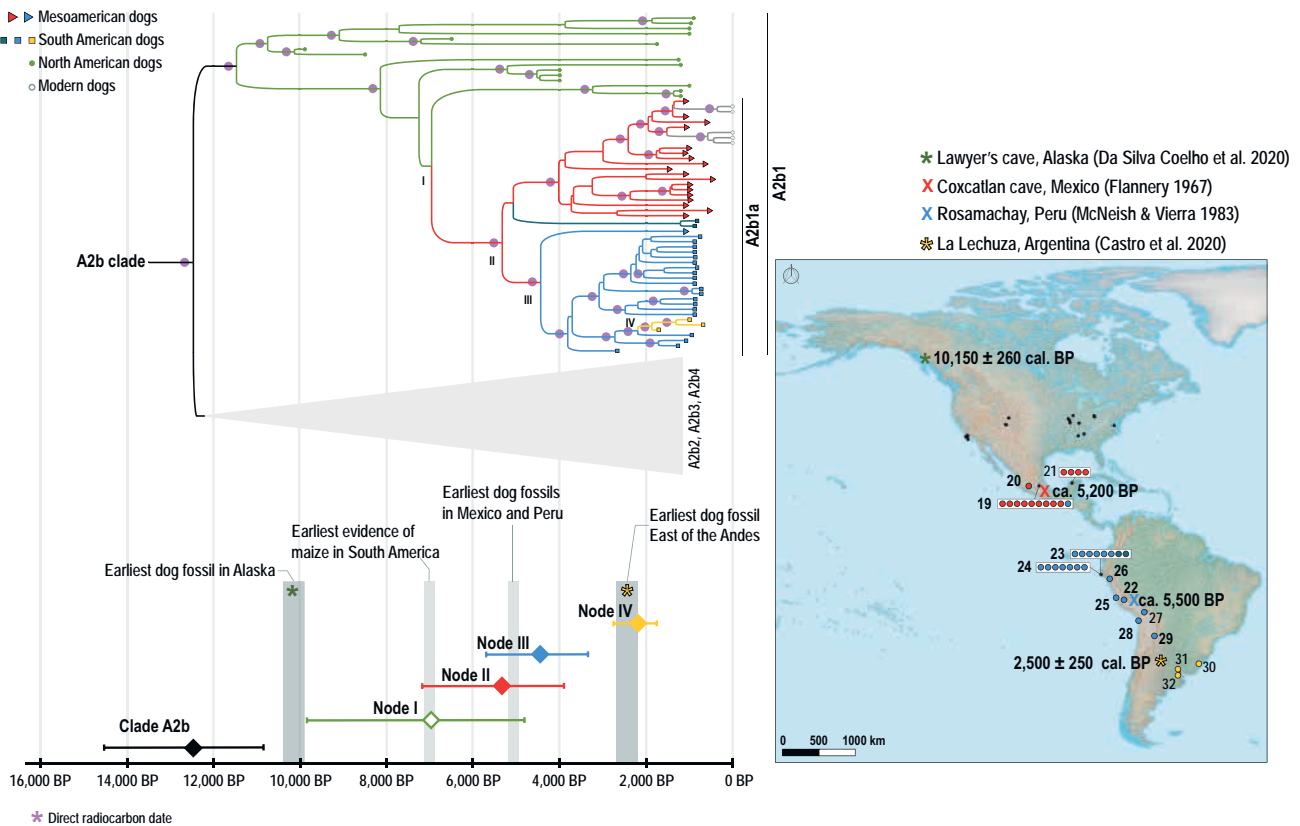 Mesoamerican dogs
South American dogs
North American dogs
Modern dogs
I
II
III
IV
A2b clade
A2b1a
A2b1
A2b2, A2b3, A2b4
* Lawyer's cave, Alaska (Da Silva Coelho et al. 2020)
X Coxcatlan cave, Mexico (Flannery 1967)
X Rosamachay, Peru (McNeish & Vierra 1983)
* La Lechuza, Argentina (Castro et al. 2020)
* 10,150 ± 260 cal. BP
21
20
X ca. 5,200 BP
19
23
24
26
22
25
X ca. 5,500 BP
27
28
29
2,500 ± 250 cal. BP *
31
30
32
0 500 1000 km
Earliest dog fossils
in Mexico and Peru
Earliest evidence of
maize in South America
Earliest dog fossil
East of the Andes
Earliest dog fossil in Alaska
*
*
Node IV
Node III
Node II
Node I
Clade A2b
16,000 BP 14,000 BP 12,000 BP 10,000 BP 8,000 BP 6,000 BP 4,000 BP 2,000 BP 0 BP
* Direct radiocarbon date